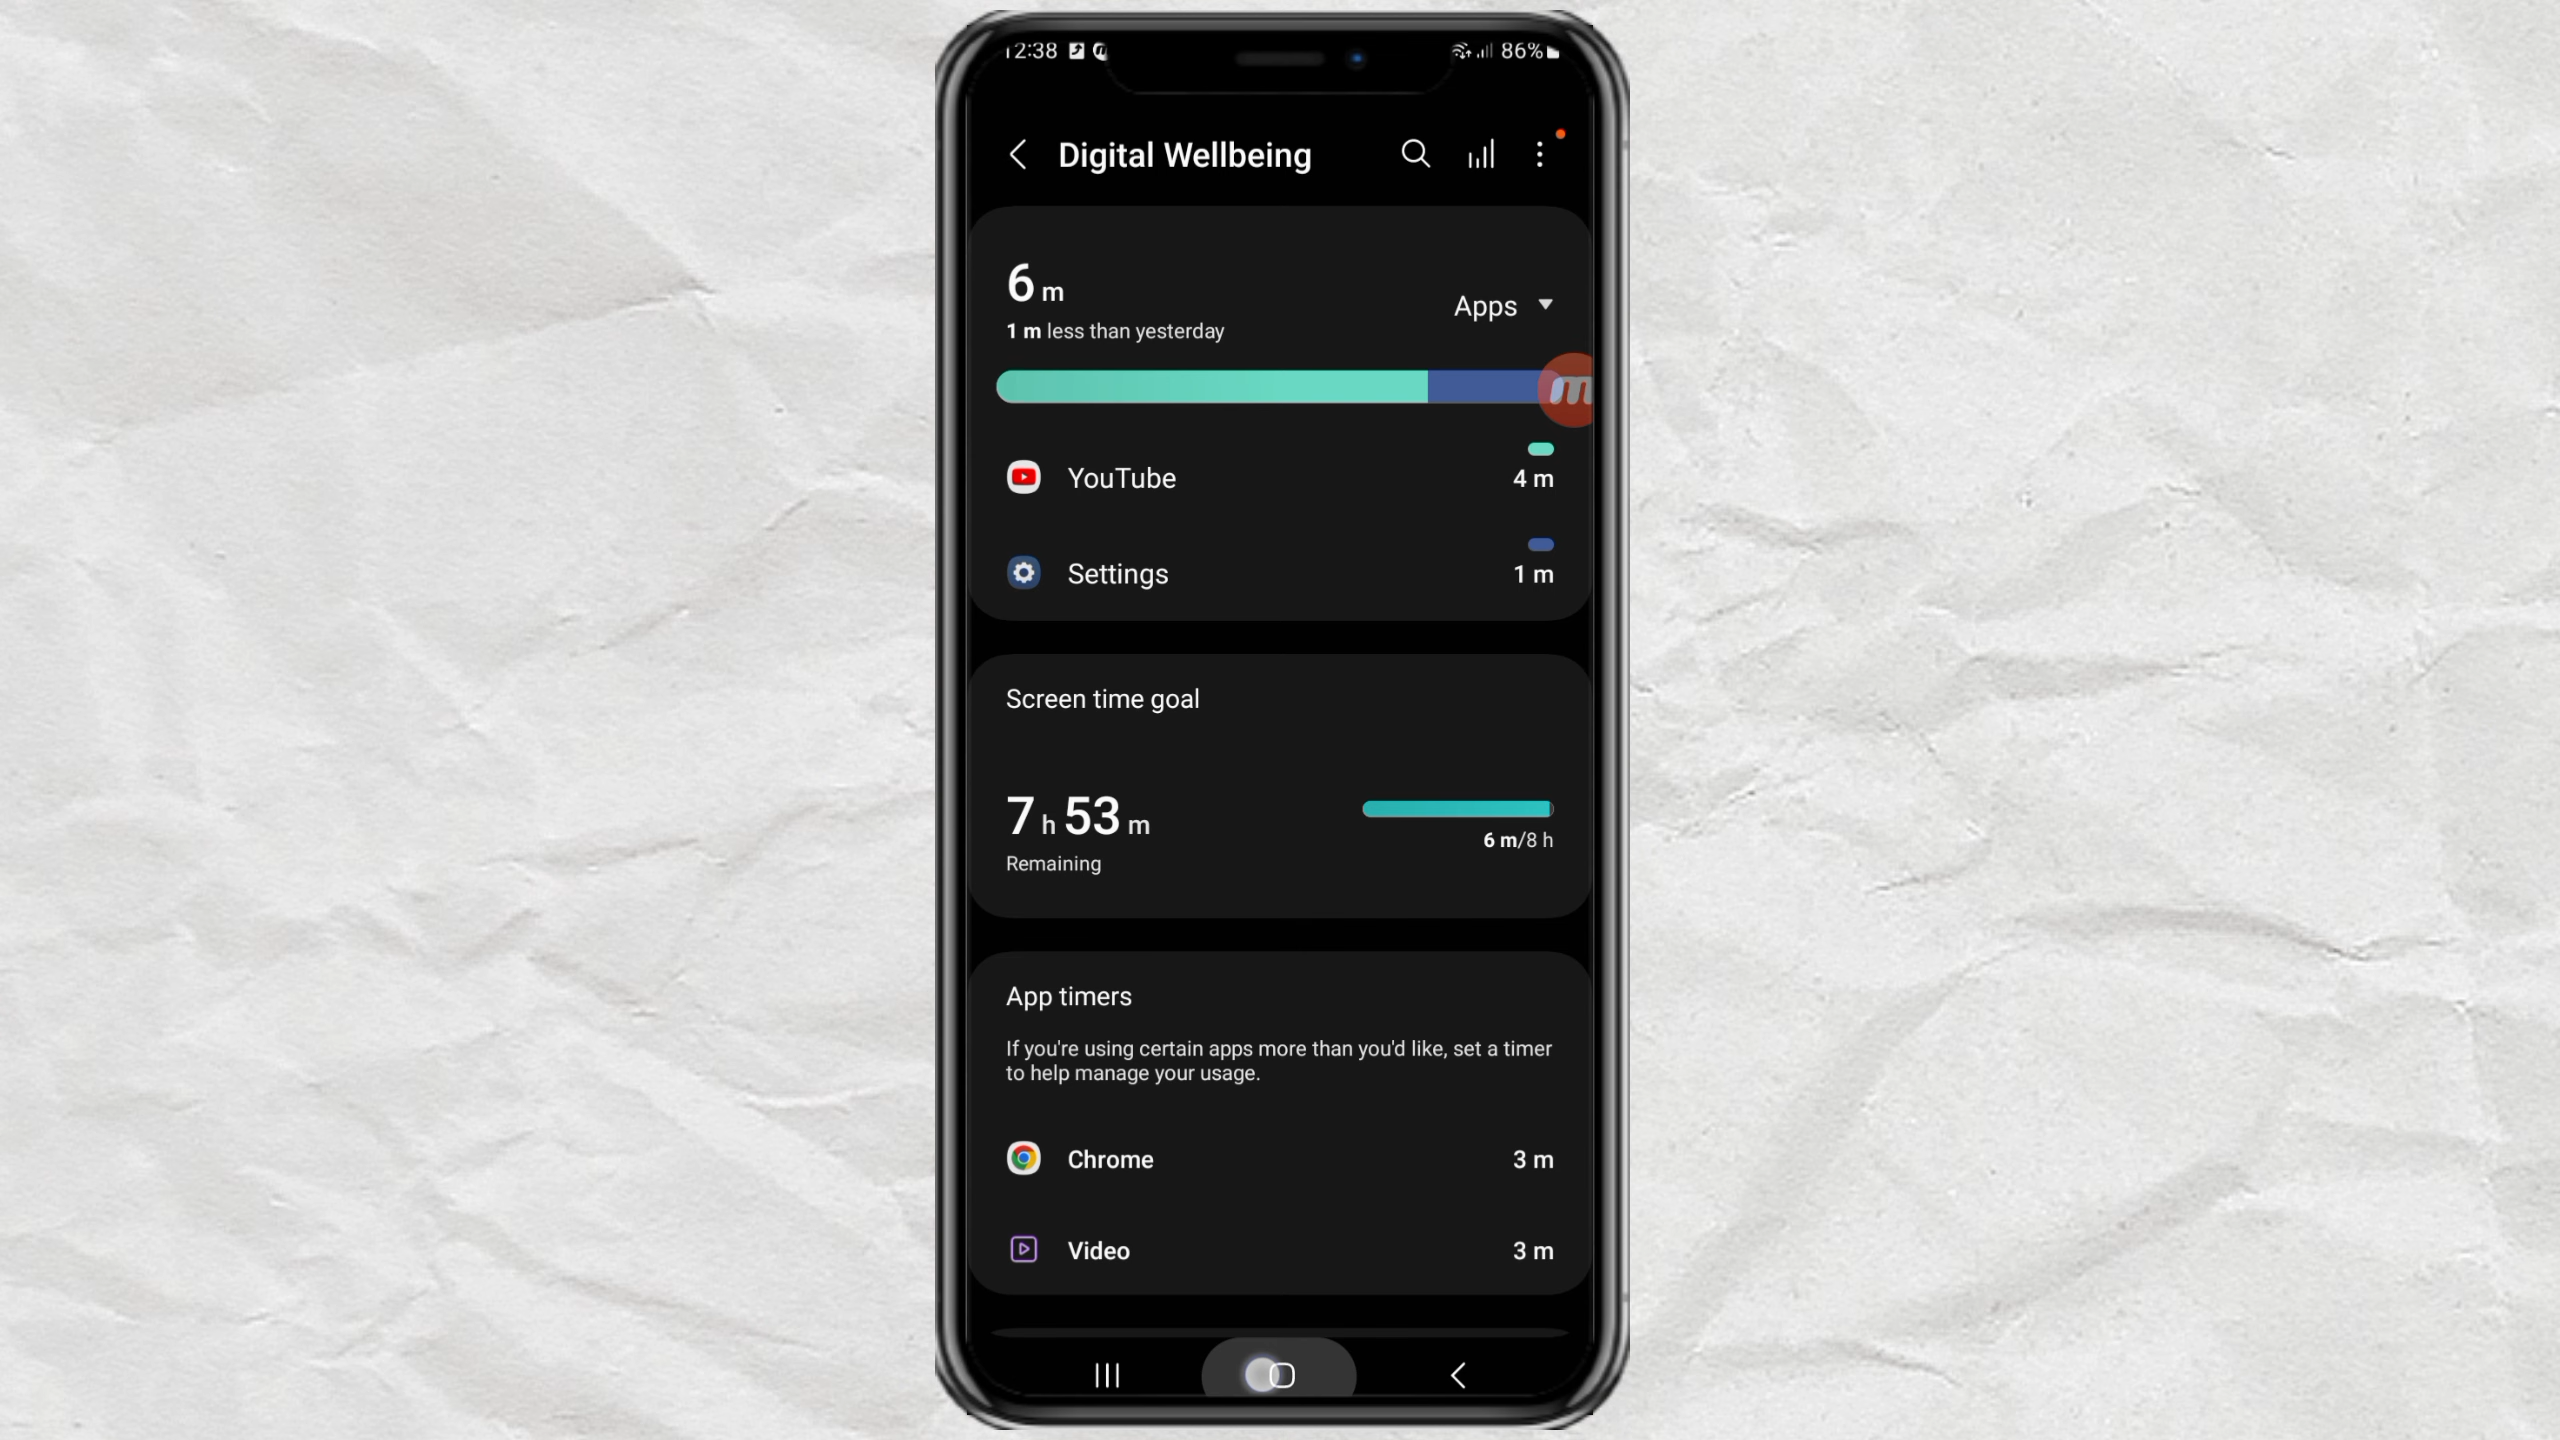 12:38
86%
Digital Wellbeing
6 m
Apps
1 m less than yesterday
YouTube
4 m
Settings
1 m
Screen time goal
7 h 53 m
6 m/8 h
Remaining
App timers
If you're using certain apps more than you'd like, set a timer
to help manage your usage.
Chrome
3 m
Video
3 m